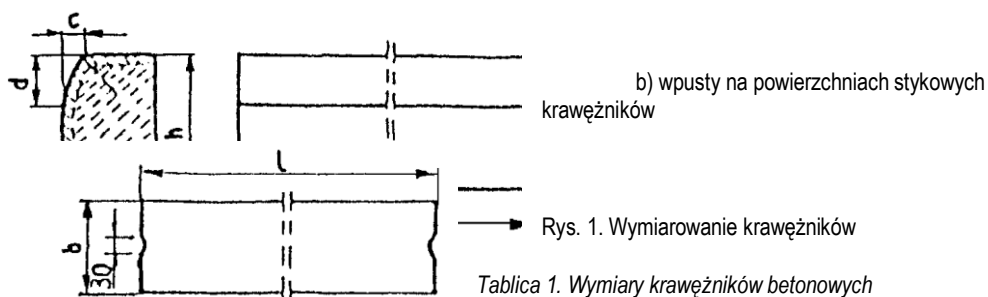 c
d
h
b) wpusty na powierzchniach stykowych
krawężników
l
b
30
Rys. 1. Wymiarowanie krawężników
Tablica 1. Wymiary krawężników betonowych